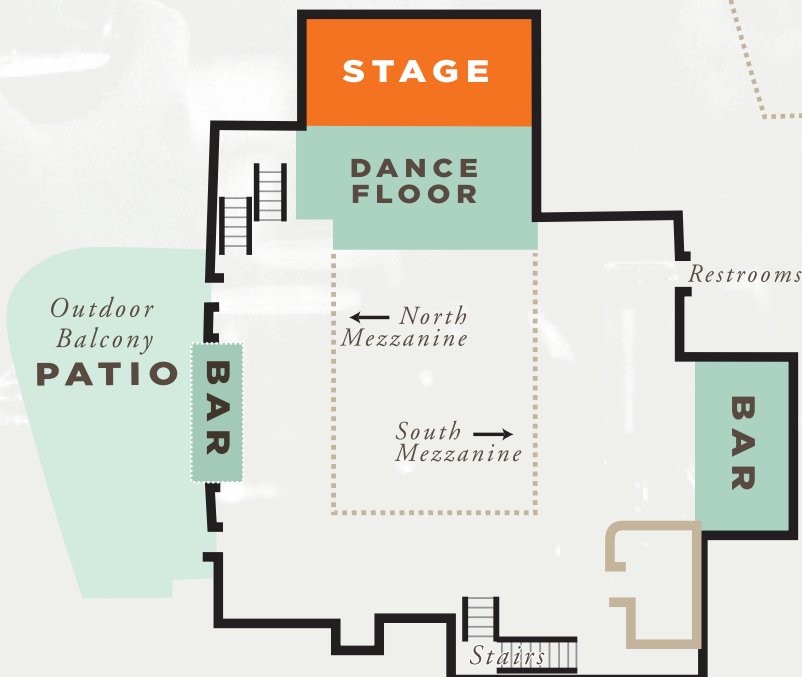 STAGE
DANCE
FLOOR
Restrooms
Outdoor
Balcony
PATIO
BAR
North
Mezzanine
South
Mezzanine
BAR
Stairs